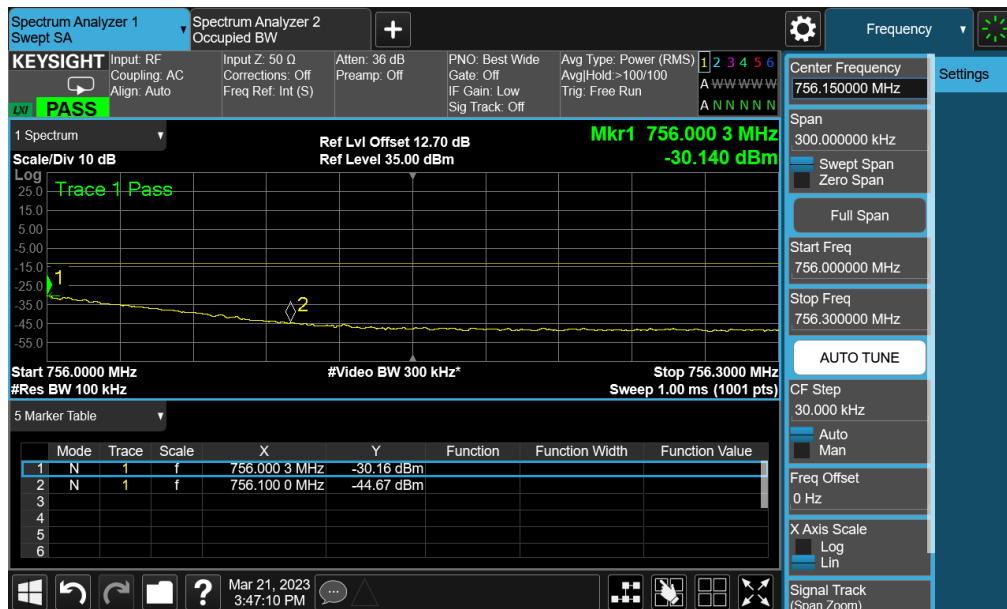 Spectrum Analyzer 1
Swept SA
Spectrum Analyzer 2
Occupied BW
Frequency
KEYSIGHT
LXI
PASS
Input: RF
Coupling: AC
Align: Auto
Input Z: 50 Ω
Corrections: Off
Freq Ref: Int (S)
Atten: 36 dB
Preamp: Off
PNO: Best Wide
Gate: Off
IF Gain: Low
Sig Track: Off
Avg Type: Power (RMS)
Avg|Hold:>100/100
Trig: Free Run
1 2 3 4 5 6
A W W W W W
A N N N N N
1 Spectrum
Scale/Div 10 dB
Ref Lvl Offset 12.70 dB
Ref Level 35.00 dBm
Mkr1 756.000 3 MHz
-30.140 dBm
Log
Trace 1 Pass
25.0
15.0
5.00
-5.00
-15.0
-25.0
-35.0
-45.0
-55.0
1
2
Start 756.0000 MHz
#Video BW 300 kHz*
Stop 756.3000 MHz
#Res BW 100 kHz
Sweep 1.00 ms (1001 pts)
5 Marker Table
Mode Trace Scale X Y Function Function Width Function Value
1 N 1 f 756.000 3 MHz -30.16 dBm
2 N 1 f 756.100 0 MHz -44.67 dBm
3
4
5
6
Mar 21, 2023
3:47:10 PM
?
Center Frequency
756.150000 MHz
Span
300.000000 kHz
Swept Span
Zero Span
Full Span
Start Freq
756.000000 MHz
Stop Freq
756.300000 MHz
AUTO TUNE
CF Step
30.000 kHz
Auto
Man
Freq Offset
0 Hz
X Axis Scale
Log
Lin
Signal Track
(Span Zoom)
Settings